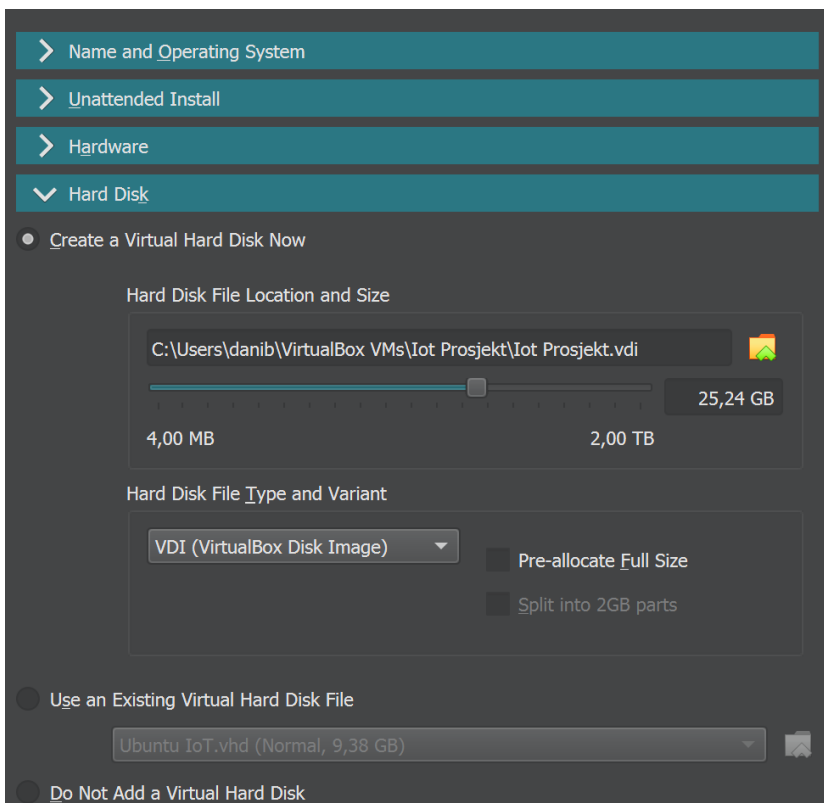 Name and Operating System
Unattended Install
Hardware
Hard Disk
Create a Virtual Hard Disk Now
Hard Disk File Location and Size
C:\Users\danib\VirtualBox VMs\Iot Prosjekt\Iot Prosjekt.vdi
25,24 GB
4,00 MB 2,00 TB
Hard Disk File Type and Variant
VDI (VirtualBox Disk Image)
Pre-allocate Full Size
Split into 2GB parts
Use an Existing Virtual Hard Disk File
Ubuntu IoT.vhd (Normal, 9,38 GB)
Do Not Add a Virtual Hard Disk